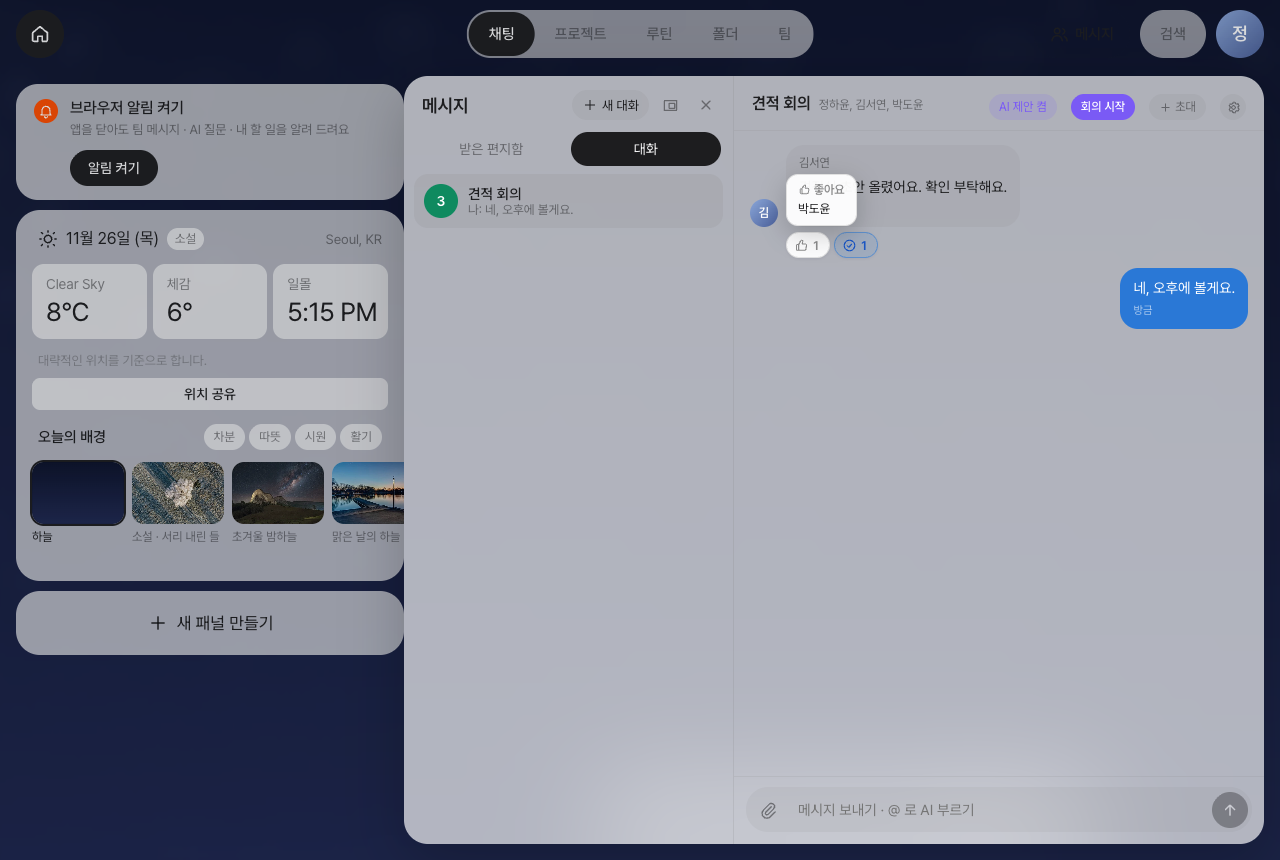 채팅
프로젝트
루틴
폴더
팀
메시지
검색
정
브라우저 알림 켜기
앱을 닫아도 팀 메시지 · AI 질문 · 내 할 일을 알려 드려요
알림 켜기
11월 26일 (목)
소설
Seoul, KR
Clear Sky
8°C
체감
6°
일몰
5:15 PM
대략적인 위치를 기준으로 합니다.
위치 공유
오늘의 배경
차분
따뜻
시원
활기
하늘
소설 · 서리 내린 들
초겨울 밤하늘
맑은 날의 하늘
새 패널 만들기
메시지
새 대화
받은 편지함
대화
3
견적 회의
나: 네, 오후에 볼게요.
견적 회의
정하윤, 김서연, 박도윤
AI 제안 켬
회의 시작
초대
김서연
안 올렸어요. 확인 부탁해요.
김
좋아요
박도윤
1
1
네, 오후에 볼게요.
방금
메시지 보내기 · @ 로 AI 부르기